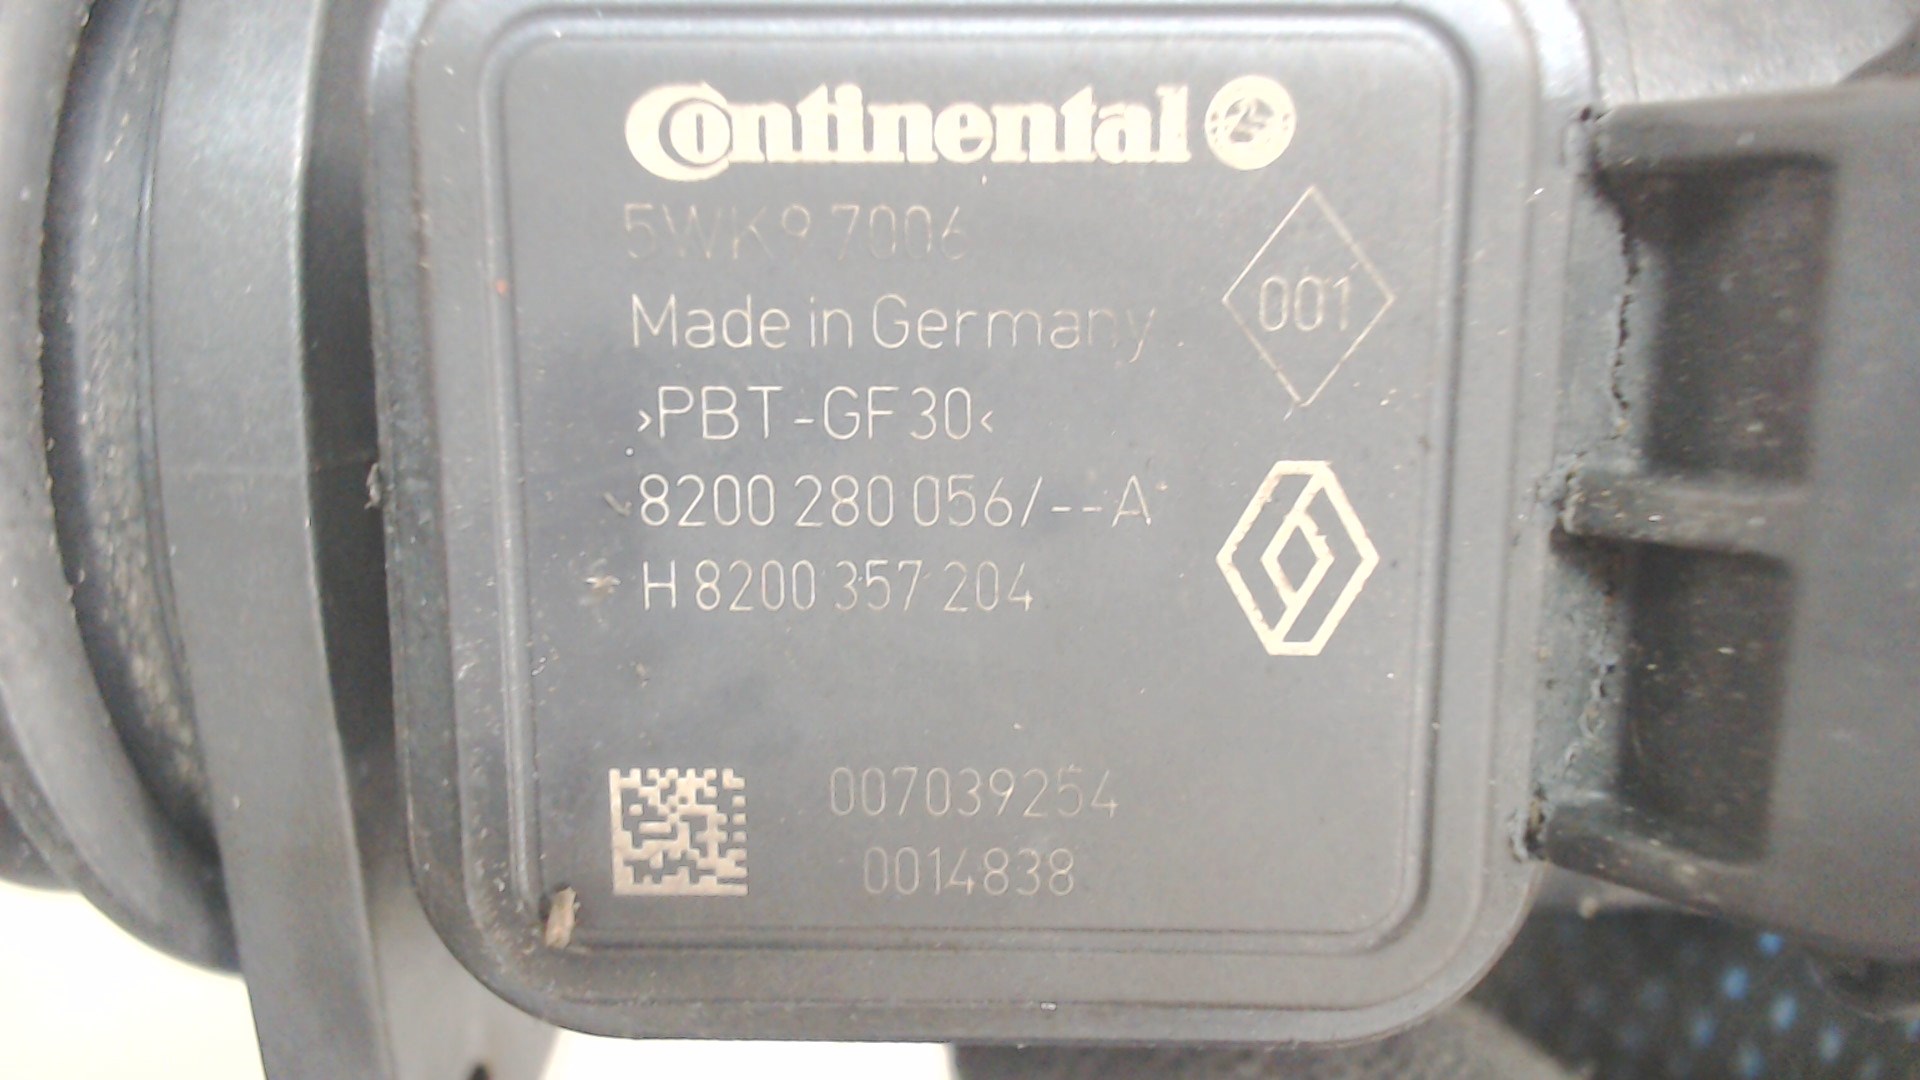 Continental
5WK9 7006
Made in Germany
001
>PBT-GF30<
8200 280 056/--A
H 8200 357 204
007039254
0014838